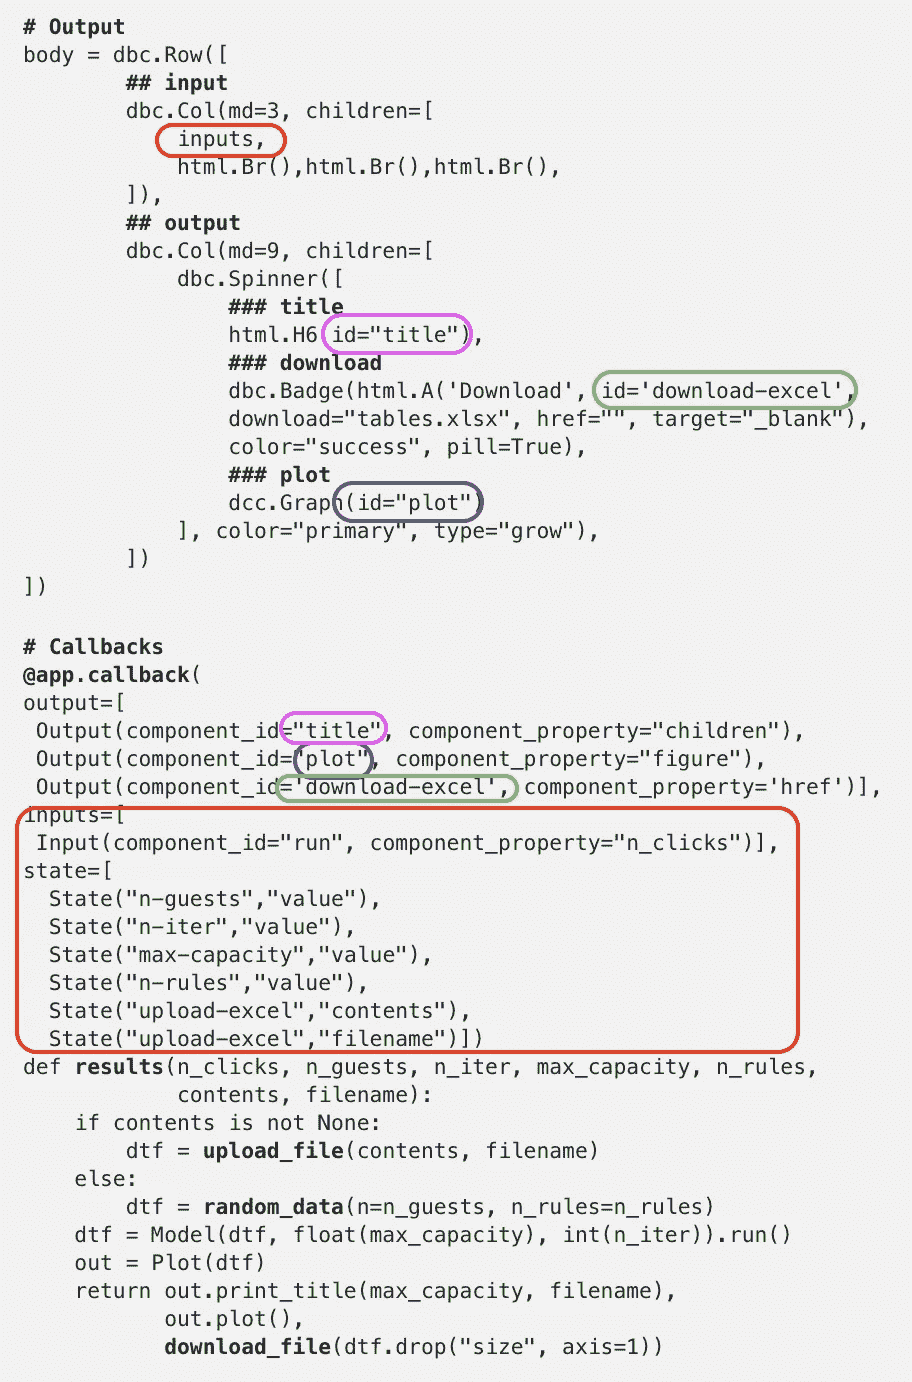 # Output
body = dbc.Row([
        ## input
        dbc.Col(md=3, children=[
            inputs,
            html.Br(),html.Br(),html.Br(),
        ]),
        ## output
        dbc.Col(md=9, children=[
            dbc.Spinner([
                ### title
                html.H6(id="title"),
                ### download
                dbc.Badge(html.A('Download', id='download-excel',
                download="tables.xlsx", href="", target="_blank"),
                color="success", pill=True),
                ### plot
                dcc.Graph(id="plot")
            ], color="primary", type="grow"),
        ])
])
# Callbacks
@app.callback(
output=[
 Output(component_id="title", component_property="children"),
 Output(component_id="plot", component_property="figure"),
 Output(component_id='download-excel', component_property='href')],
inputs=[
 Input(component_id="run", component_property="n_clicks")],
state=[
  State("n-guests","value"),
  State("n-iter","value"),
  State("max-capacity","value"),
  State("n-rules","value"),
  State("upload-excel","contents"),
  State("upload-excel","filename")])
def results(n_clicks, n_guests, n_iter, max_capacity, n_rules,
            contents, filename):
    if contents is not None:
        dtf = upload_file(contents, filename)
    else:
        dtf = random_data(n=n_guests, n_rules=n_rules)
    dtf = Model(dtf, float(max_capacity), int(n_iter)).run()
    out = Plot(dtf)
    return out.print_title(max_capacity, filename),
           out.plot(),
           download_file(dtf.drop("size", axis=1))